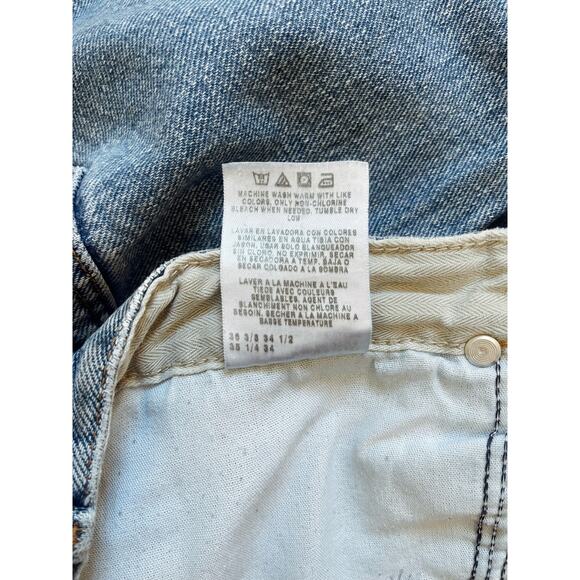 MACHINE WASH WARM WITH LIKE
COLORS, ONLY NON-CHLORINE
BLEACH WHEN NEEDED, TUMBLE DRY
LOW
LAVAR EN LAVADORA CON COLORES
SIMILARES EN AQUA TIBIA CON
JABON, USAR SOLO BLANQUEADOR
SIN CLORO, NO EXPRIMIR, SECAR
EN SECADORA A TEMP. BAJA O
SECAR COLGADO A LA SOMBRA
LAVER A LA MACHINE A L'EAU
TIEDE AVEC COULEURS
SEMBLABLES. AGENT DE
BLANCHIMENT NON CHLORE AU
BESOIN. SECHER A LA MACHINE A
BASSE TEMPERATURE
36 3/8 34 1/2
35 1/4 34